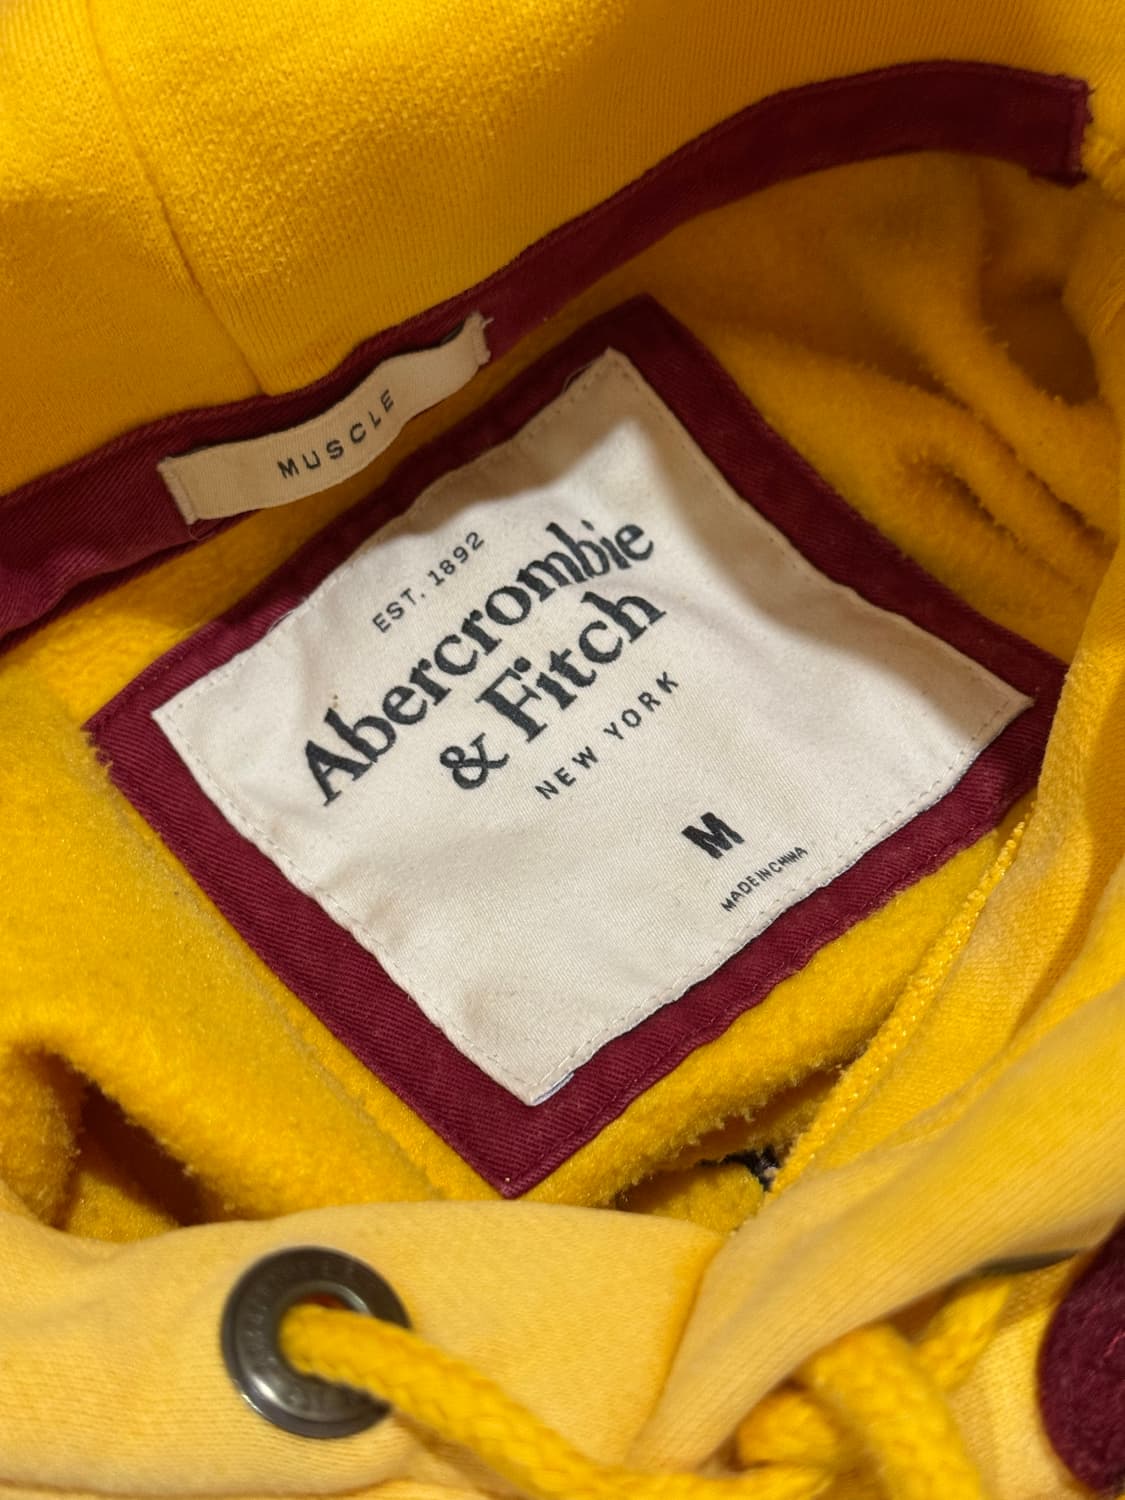 MUSCLE
EST. 1892
Abercrombie
& Fitch
NEW YORK
M
MADE IN CHINA